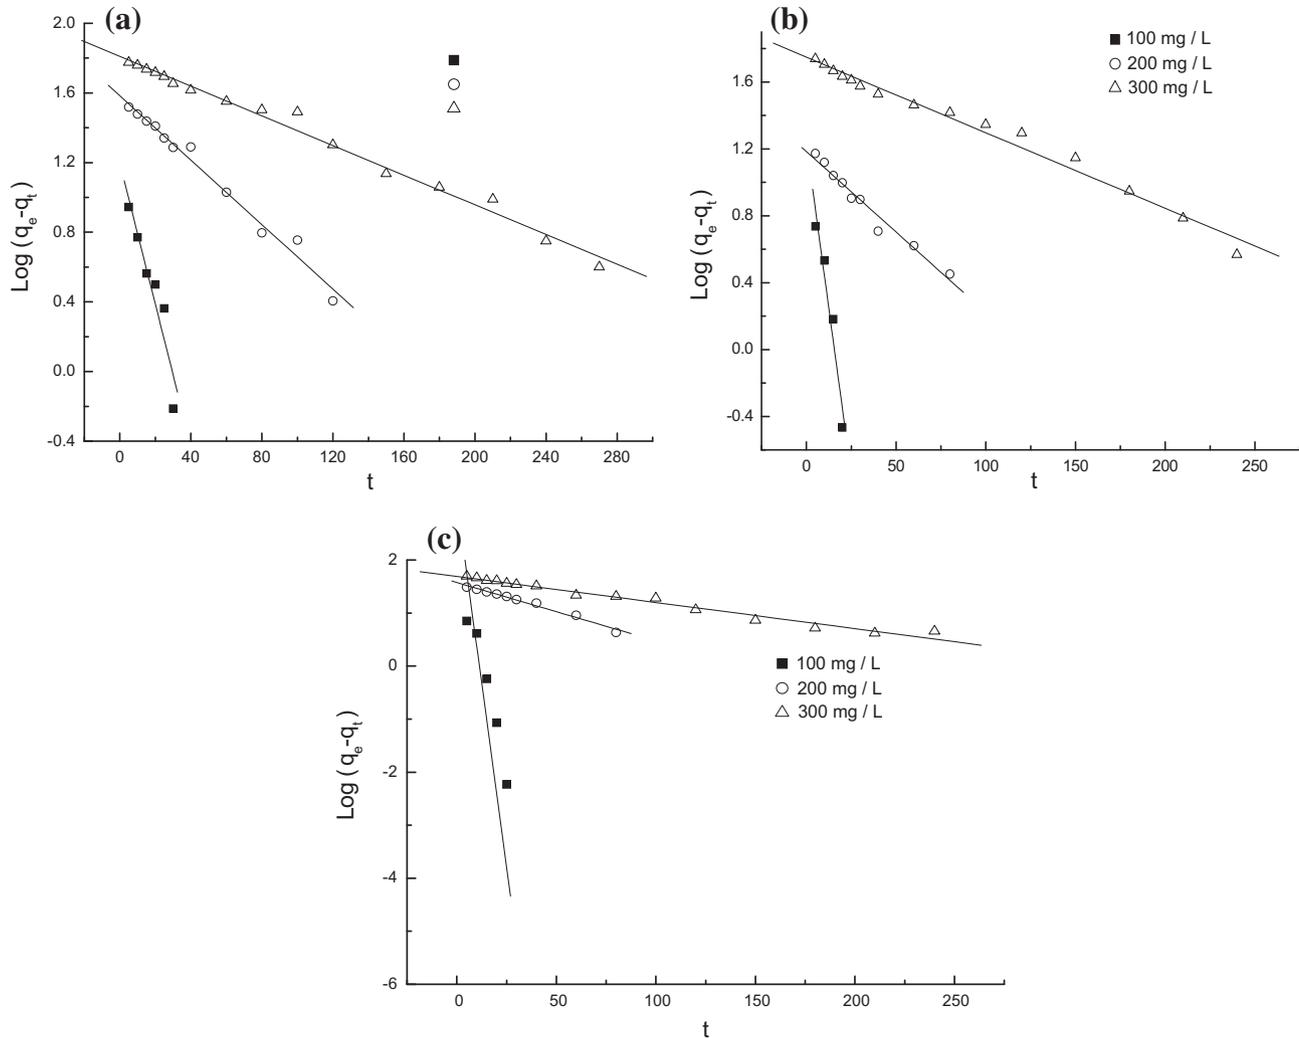 (a)
2.0
1.6
1.2
0.8
0.4
0.0
-0.4
Log (qe-qt)
0 40 80 120 160 200 240 280
t
(b)
100 mg / L
200 mg / L
300 mg / L
1.6
1.2
0.8
0.4
0.0
-0.4
Log (qe-qt)
0 50 100 150 200 250
t
(c)
2
0
-2
-4
-6
Log (qe-qt)
100 mg / L
200 mg / L
300 mg / L
0 50 100 150 200 250
t